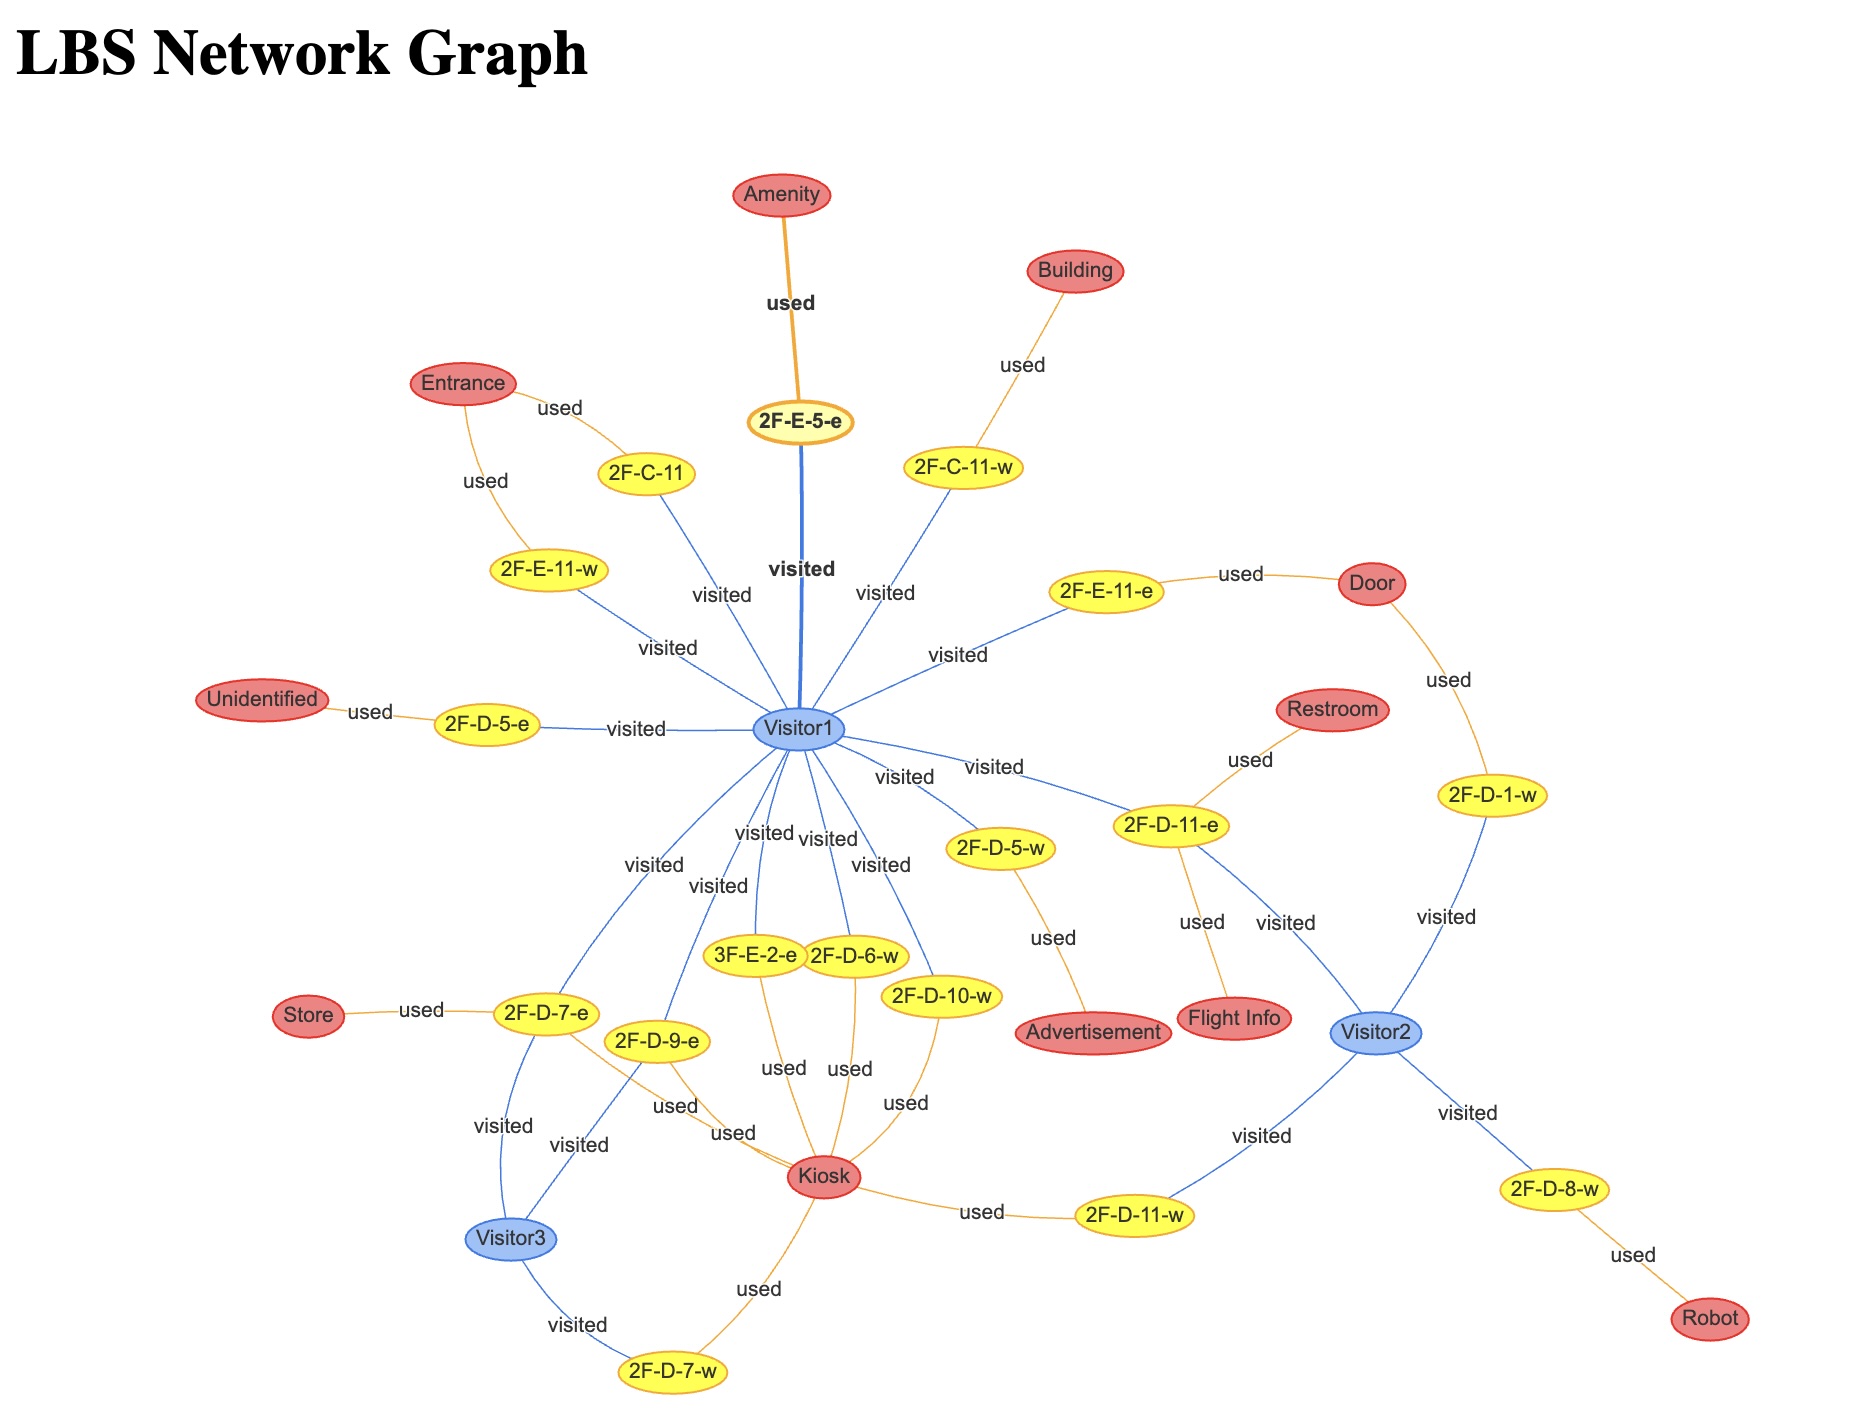 LBS Network Graph
Amenity
Building
used
used
Entrance
used
2F-E-5-e
2F-C-11
2F-C-11-w
used
2F-E-11-w
visited
used
Door
2F-E-11-e
visited
visited
visited
visited
used
Unidentified
used
2F-D-5-e
visited
Visitor1
Restroom
used
visited
visited
2F-D-1-w
2F-D-11-e
visited
visited
2F-D-5-w
visited
visited
visited
visited
used
visited
used
3F-E-2-e
2F-D-6-w
2F-D-10-w
Store
used
2F-D-7-e
Flight Info
Advertisement
Visitor2
2F-D-9-e
used
used
used
used
visited
visited
used
visited
visited
Kiosk
2F-D-8-w
used
2F-D-11-w
Visitor3
used
used
visited
Robot
2F-D-7-w